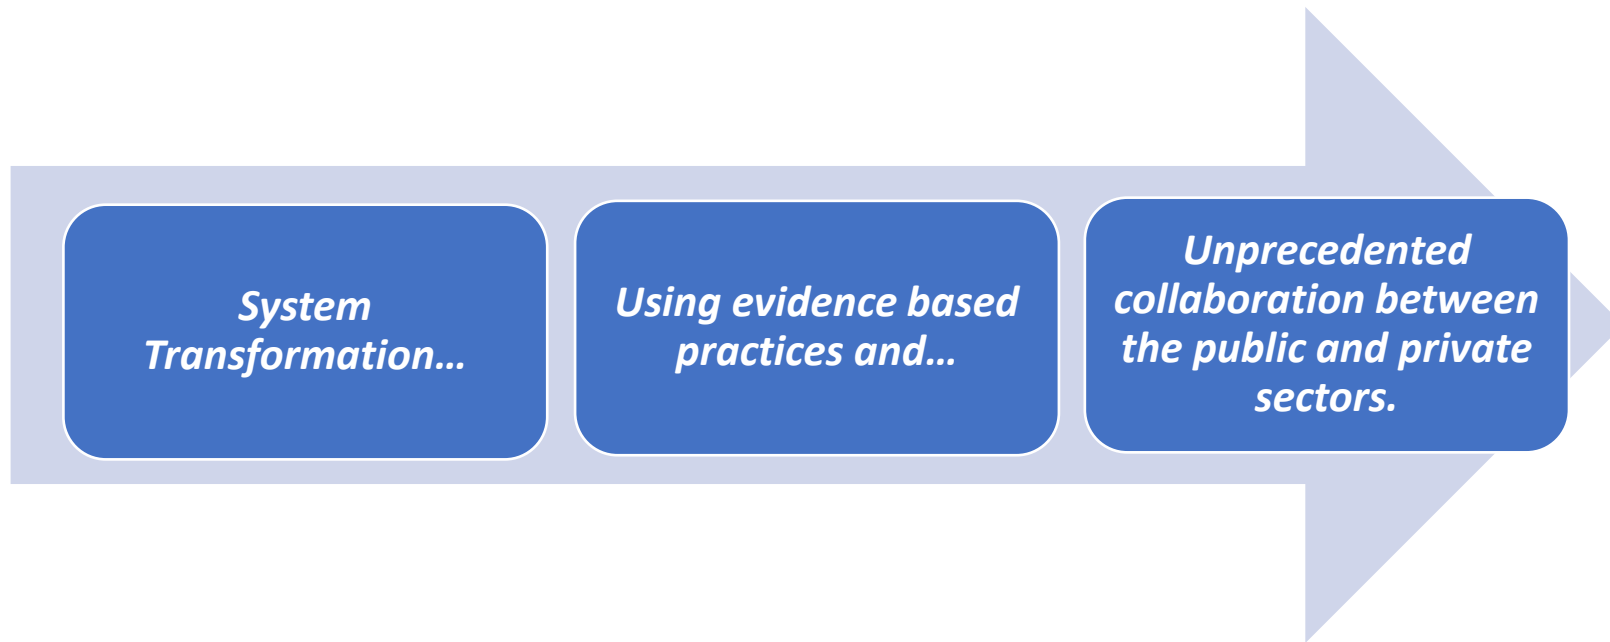 System
Transformation…
Using evidence based
practices and…
Unprecedented
collaboration between
the public and private
sectors.